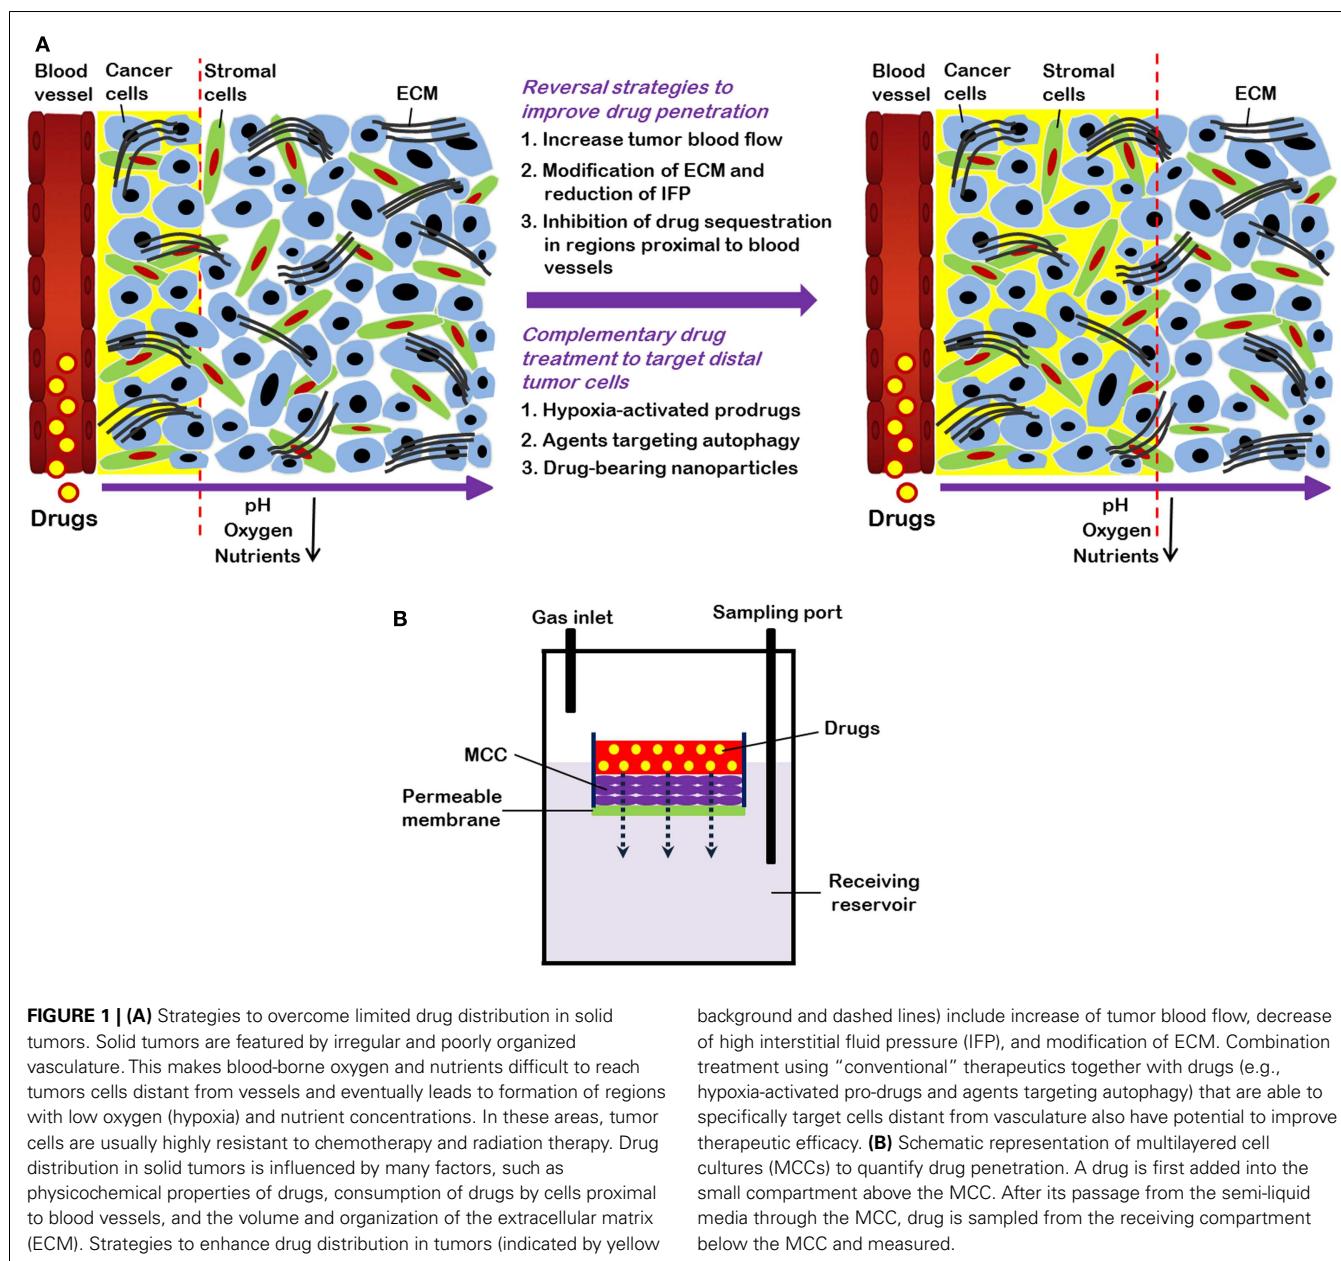 A
Blood
vessel
Cancer
cells
Stromal
cells
ECM
Drugs
pH
Oxygen
Nutrients
Reversal strategies to
improve drug penetration
1. Increase tumor blood flow
2. Modification of ECM and
reduction of IFP
3. Inhibition of drug sequestration
in regions proximal to blood
vessels
Complementary drug
treatment to target distal
tumor cells
1. Hypoxia-activated prodrugs
2. Agents targeting autophagy
3. Drug-bearing nanoparticles
Blood
vessel
Cancer
cells
Stromal
cells
ECM
Drugs
pH
Oxygen
Nutrients
B
Gas inlet
Sampling port
Drugs
MCC
Permeable
membrane
Receiving
reservoir
FIGURE 1 | (A) Strategies to overcome limited drug distribution in solid
tumors. Solid tumors are featured by irregular and poorly organized
vasculature. This makes blood-borne oxygen and nutrients difficult to reach
tumors cells distant from vessels and eventually leads to formation of regions
with low oxygen (hypoxia) and nutrient concentrations. In these areas, tumor
cells are usually highly resistant to chemotherapy and radiation therapy. Drug
distribution in solid tumors is influenced by many factors, such as
physicochemical properties of drugs, consumption of drugs by cells proximal
to blood vessels, and the volume and organization of the extracellular matrix
(ECM). Strategies to enhance drug distribution in tumors (indicated by yellow
background and dashed lines) include increase of tumor blood flow, decrease
of high interstitial fluid pressure (IFP), and modification of ECM. Combination
treatment using “conventional” therapeutics together with drugs (e.g.,
hypoxia-activated pro-drugs and agents targeting autophagy) that are able to
specifically target cells distant from vasculature also have potential to improve
therapeutic efficacy. (B) Schematic representation of multilayered cell
cultures (MCCs) to quantify drug penetration. A drug is first added into the
small compartment above the MCC. After its passage from the semi-liquid
media through the MCC, drug is sampled from the receiving compartment
below the MCC and measured.